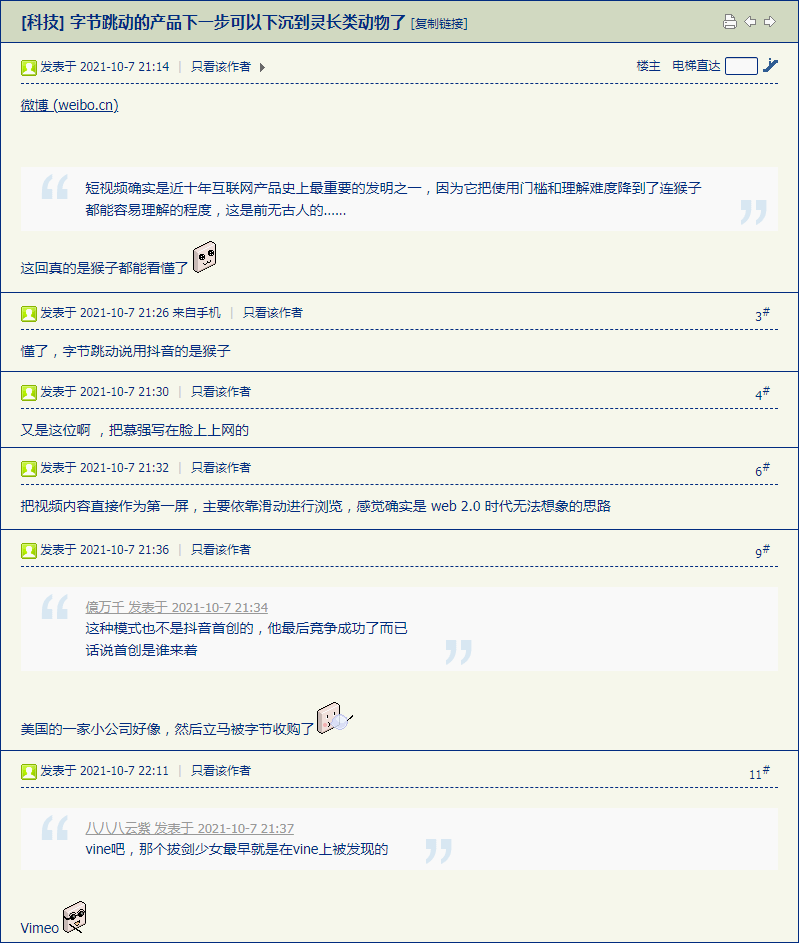 [科技] 字节跳动的产品下一步可以下沉到灵长类动物了 [复制链接]
发表于 2021-10-7 21:14 | 只看该作者 楼主 电梯直达
微博 (weibo.cn)
短视频确实是近十年互联网产品史上最重要的发明之一，因为它把使用门槛和理解难度降到了连猴子
都能容易理解的程度，这是前无古人的......
这回真的是猴子都能看懂了
发表于 2021-10-7 21:26 来自手机 | 只看该作者 3#
懂了，字节跳动说用抖音的是猴子
发表于 2021-10-7 21:30 | 只看该作者 4#
又是这位啊 ，把慕强写在脸上上网的
发表于 2021-10-7 21:32 | 只看该作者 6#
把视频内容直接作为第一屏，主要依靠滑动进行浏览，感觉确实是 web 2.0 时代无法想象的思路
发表于 2021-10-7 21:36 | 只看该作者 9#
億万千 发表于 2021-10-7 21:34
这种模式也不是抖音首创的，他最后竞争成功了而已
话说首创是谁来着
美国的一家小公司好像，然后立马被字节收购了
发表于 2021-10-7 22:11 | 只看该作者 11#
八八八云紫 发表于 2021-10-7 21:37
vine吧，那个拔剑少女最早就是在vine上被发现的
Vimeo